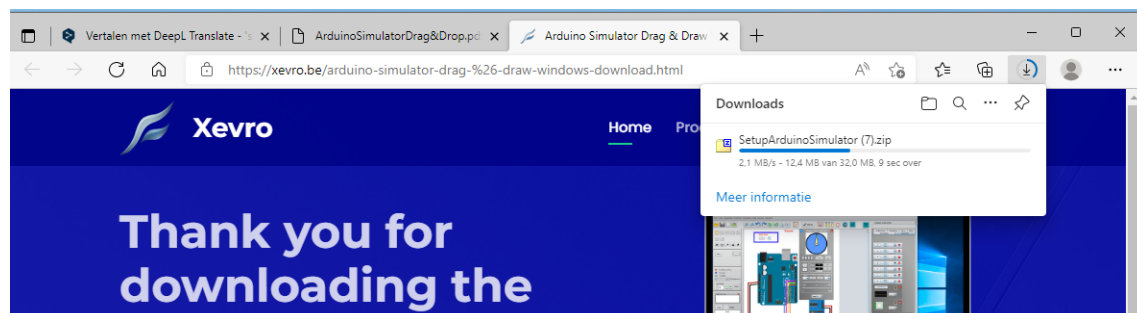 Vertalen met DeepL Translate - 's
ArduinoSimulatorDrag&Drop.pd
Arduino Simulator Drag & Draw
https://xevro.be/arduino-simulator-drag-%26-draw-windows-download.html
Downloads
Xevro
Home
Pro
SetupArduinoSimulator (7).zip
2,1 MB/s - 12,4 MB van 32,0 MB, 9 sec over
Meer informatie
Thank you for
downloading the